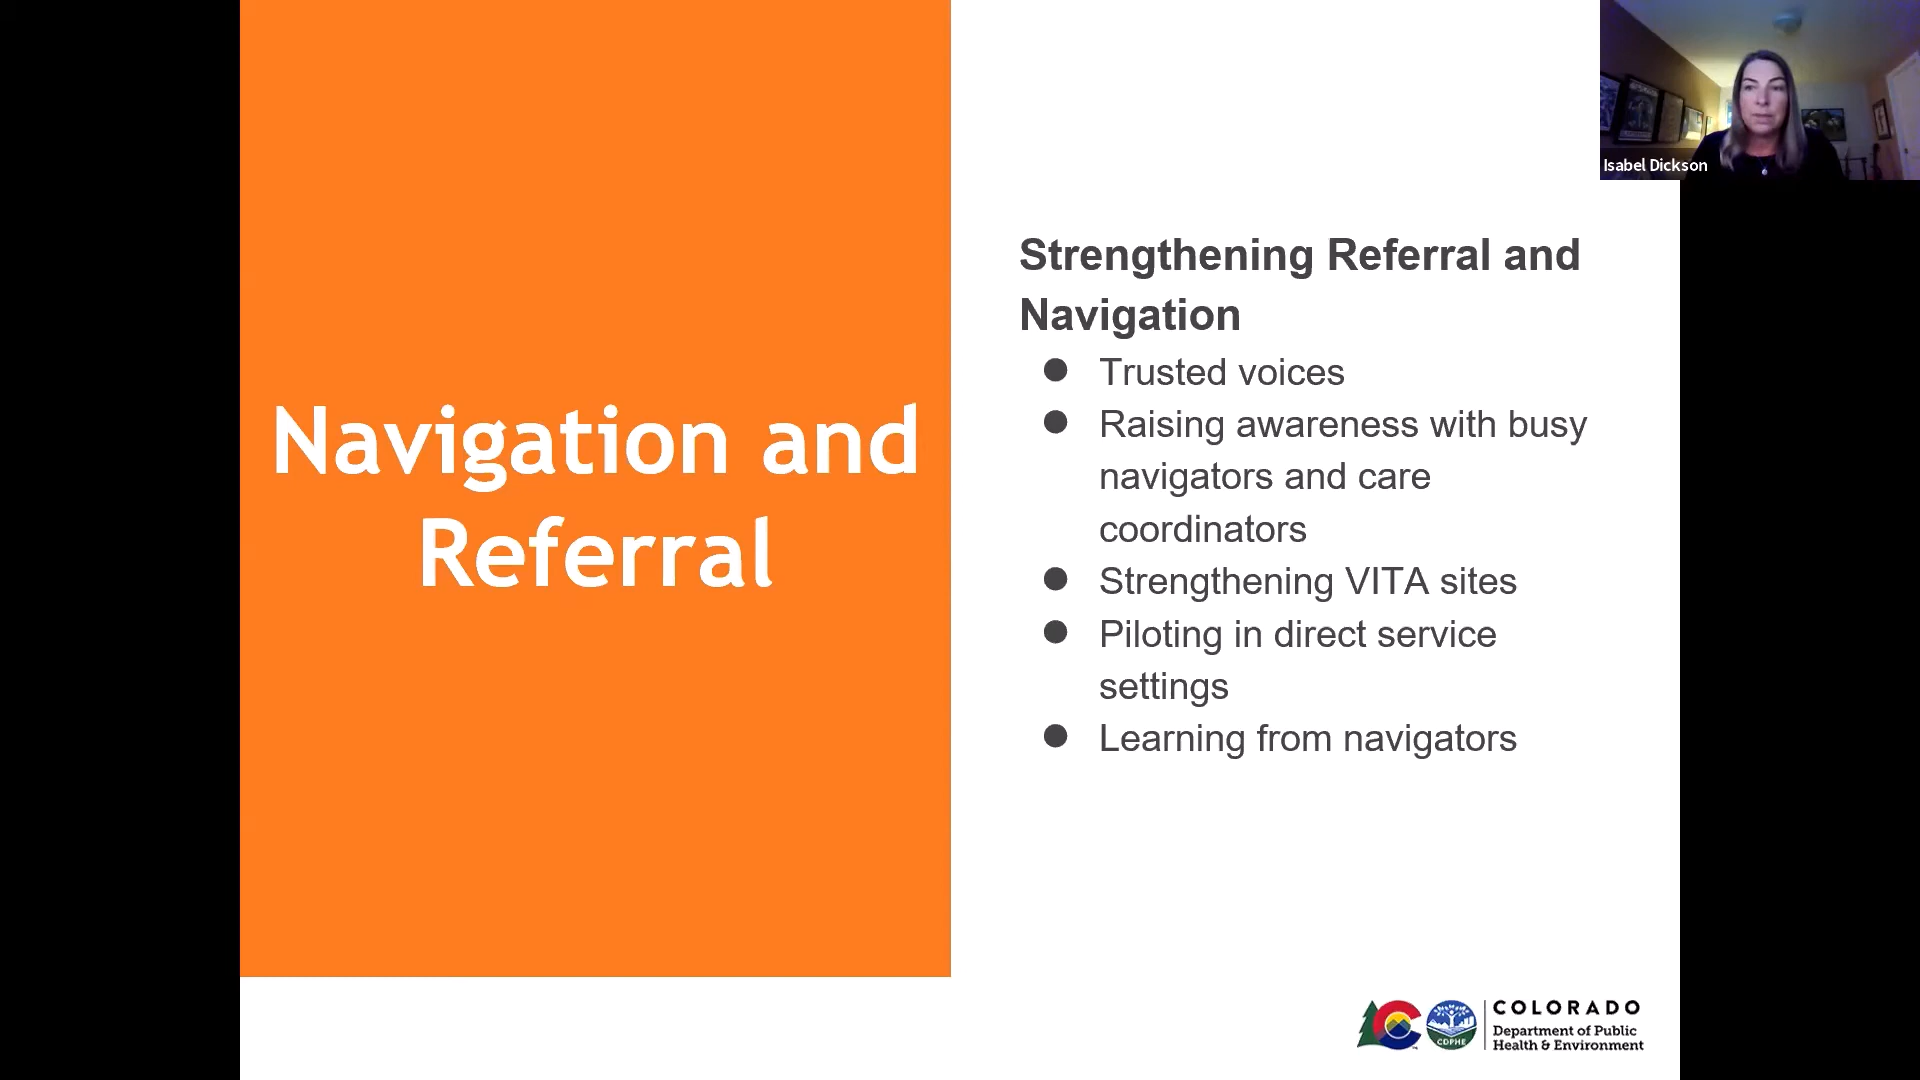 Isabel Dickson
Navigation and
Referral
Strengthening Referral and
Navigation
● Trusted voices
● Raising awareness with busy
navigators and care
coordinators
● Strengthening VITA sites
● Piloting in direct service
settings
● Learning from navigators
CDPHE
COLORADO
Department of Public
Health & Environment